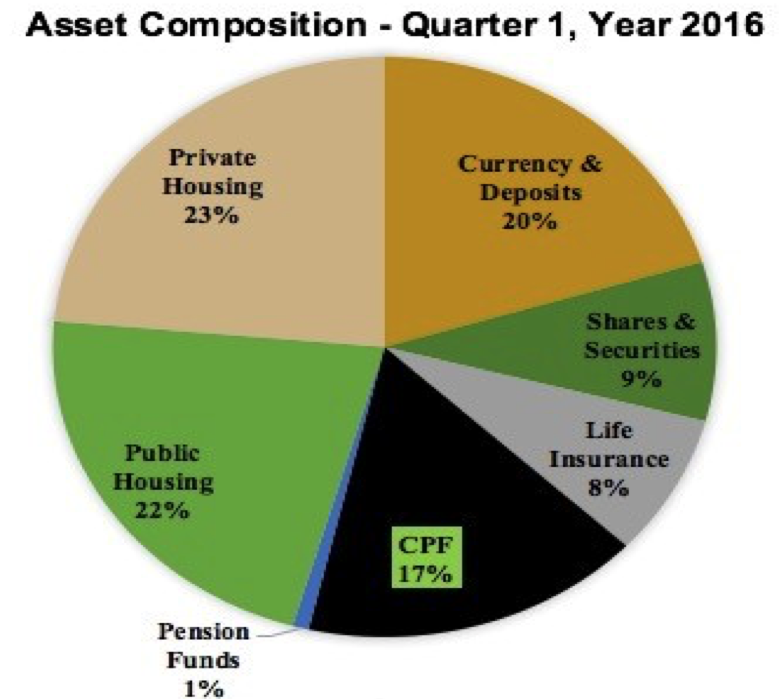 Asset Composition - Quarter 1, Year 2016
Private
Housing
23%
Currency &
Deposits
20%
Shares &
Securities
9%
Life
Insurance
8%
Public
Housing
22%
CPF
17%
Pension
Funds
1%